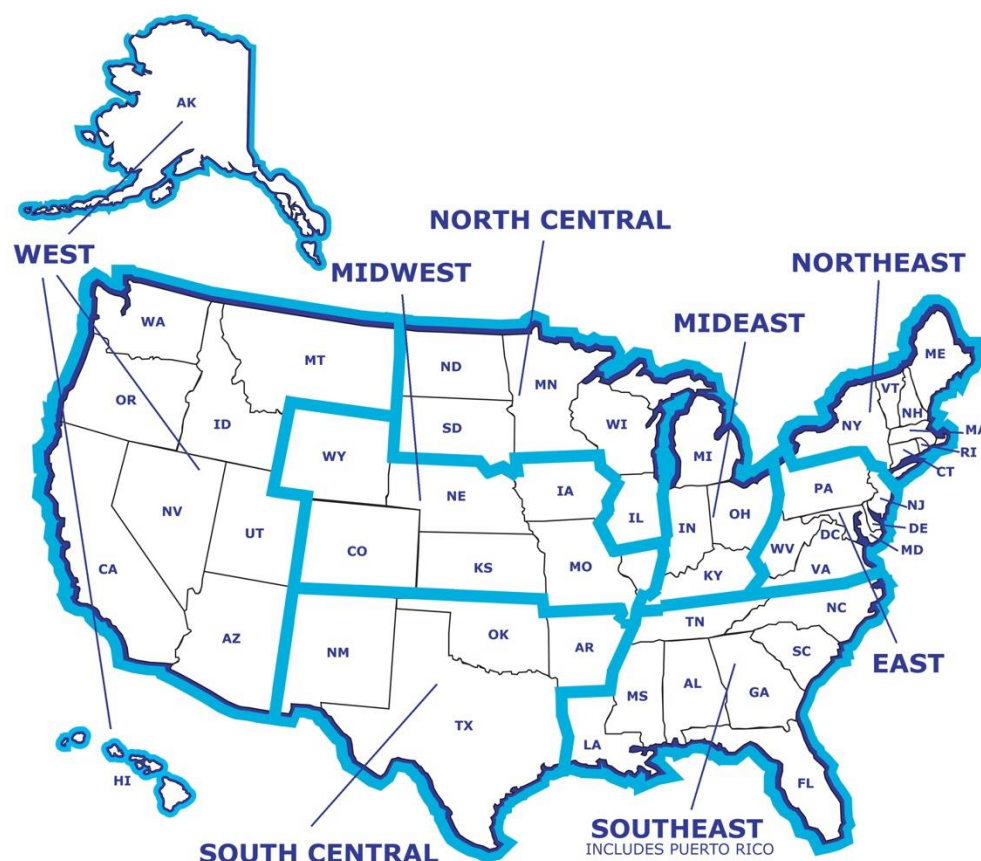 AK
NORTH CENTRAL
WEST
MIDWEST
NORTHEAST
MIDEAST
WA
MT
ND
MN
ME
VT
OR
ID
SD
WI
NH
MI
NY
MA
RI
CT
WY
NE
IA
PA
NJ
NV
UT
IL
IN
OH
DE
DC
MD
CO
KS
MO
WV
VA
CA
KY
NC
TN
AZ
NM
OK
AR
SC
EAST
MS
AL
GA
TX
LA
HI
FL
SOUTHEAST
INCLUDES PUERTO RICO
SOUTH CENTRAL